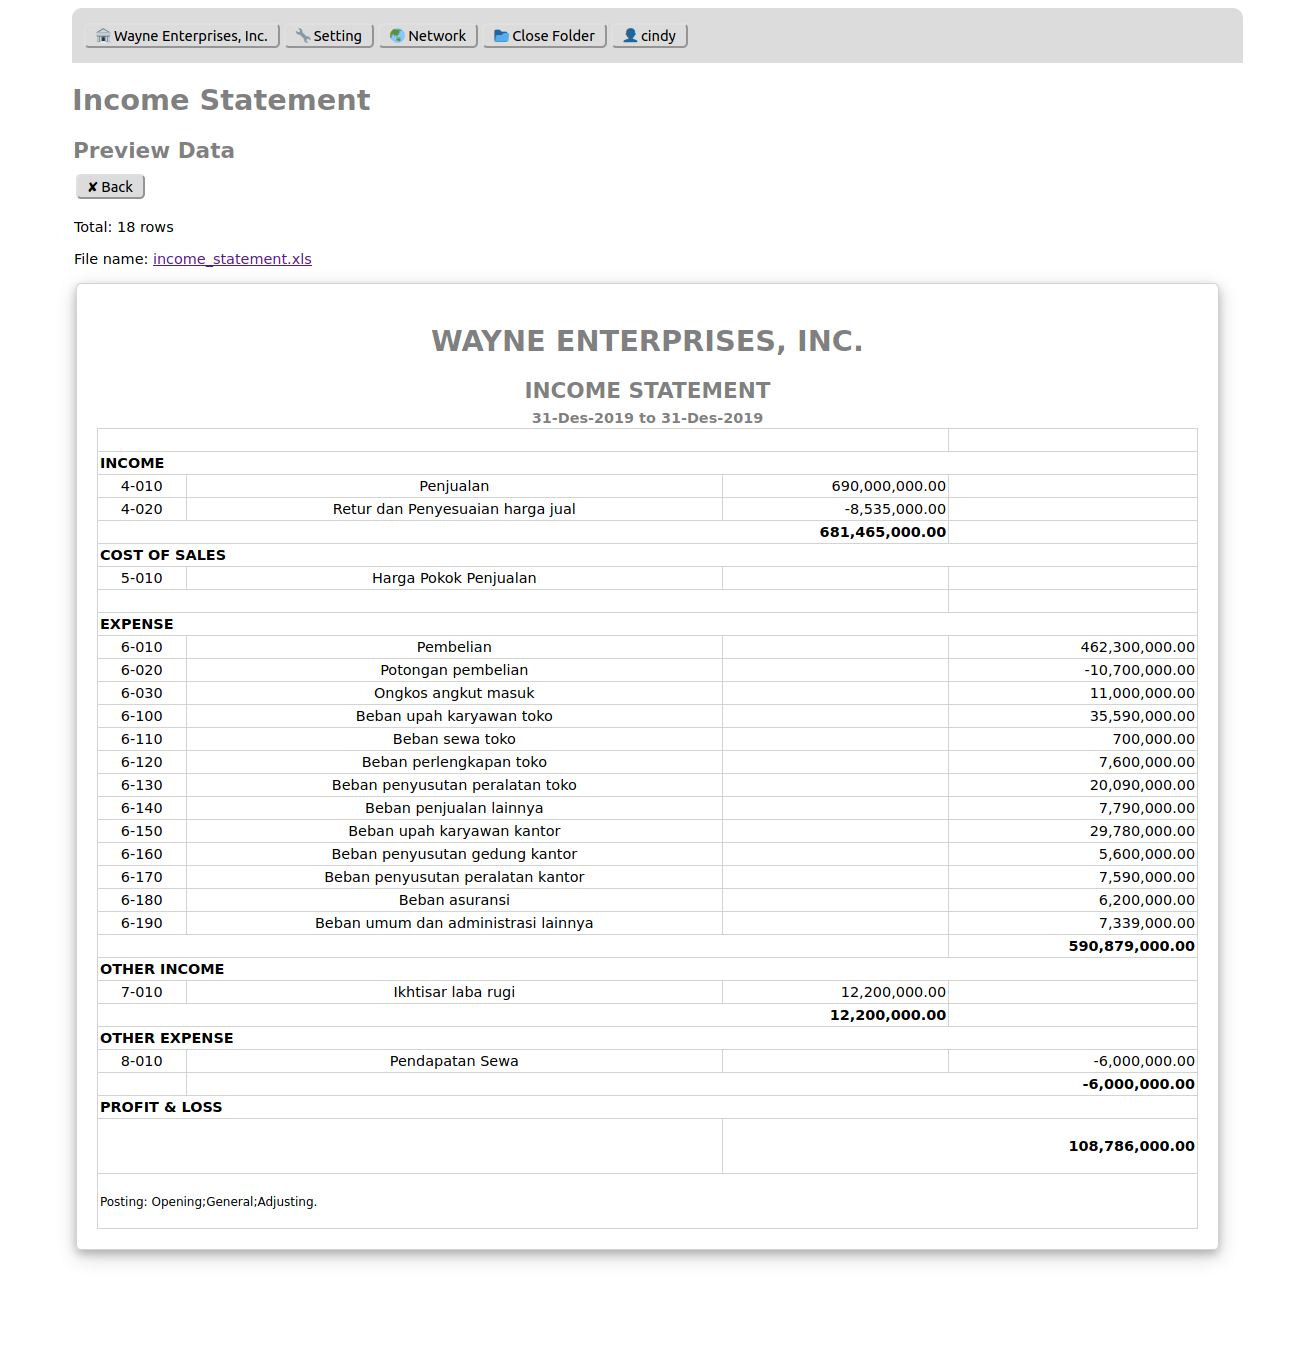 Wayne Enterprises, Inc. Setting Network Close Folder cindy
Income Statement
Preview Data
✘ Back
Total: 18 rows
File name: income_statement.xls
WAYNE ENTERPRISES, INC.
INCOME STATEMENT
31-Des-2019 to 31-Des-2019
INCOME
4-010 Penjualan 690,000,000.00
4-020 Retur dan Penyesuaian harga jual -8,535,000.00
681,465,000.00
COST OF SALES
5-010 Harga Pokok Penjualan
EXPENSE
6-010 Pembelian 462,300,000.00
6-020 Potongan pembelian -10,700,000.00
6-030 Ongkos angkut masuk 11,000,000.00
6-100 Beban upah karyawan toko 35,590,000.00
6-110 Beban sewa toko 700,000.00
6-120 Beban perlengkapan toko 7,600,000.00
6-130 Beban penyusutan peralatan toko 20,090,000.00
6-140 Beban penjualan lainnya 7,790,000.00
6-150 Beban upah karyawan kantor 29,780,000.00
6-160 Beban penyusutan gedung kantor 5,600,000.00
6-170 Beban penyusutan peralatan kantor 7,590,000.00
6-180 Beban asuransi 6,200,000.00
6-190 Beban umum dan administrasi lainnya 7,339,000.00
590,879,000.00
OTHER INCOME
7-010 Ikhtisar laba rugi 12,200,000.00
12,200,000.00
OTHER EXPENSE
8-010 Pendapatan Sewa -6,000,000.00
-6,000,000.00
PROFIT & LOSS
108,786,000.00
Posting: Opening;General;Adjusting.